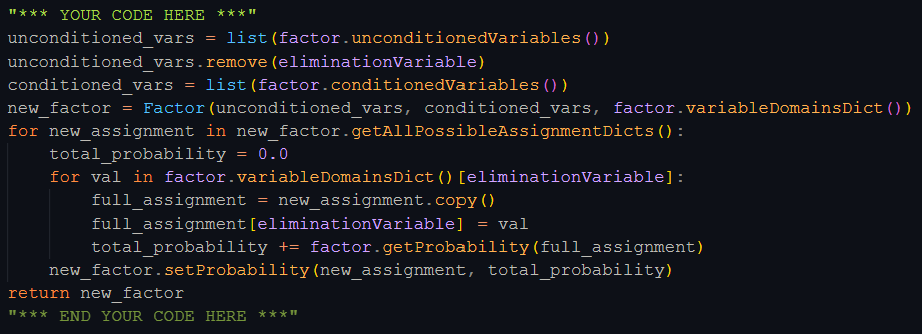 "*** YOUR CODE HERE ***"
unconditioned_vars = list(factor.unconditionedVariables())
unconditioned_vars.remove(eliminationVariable)
conditioned_vars = list(factor.conditionedVariables())
new_factor = Factor(unconditioned_vars, conditioned_vars, factor.variableDomainsDict())
for new_assignment in new_factor.getAllPossibleAssignmentDicts():
    total_probability = 0.0
    for val in factor.variableDomainsDict()[eliminationVariable]:
        full_assignment = new_assignment.copy()
        full_assignment[eliminationVariable] = val
        total_probability += factor.getProbability(full_assignment)
    new_factor.setProbability(new_assignment, total_probability)
return new_factor
"*** END YOUR CODE HERE ***"